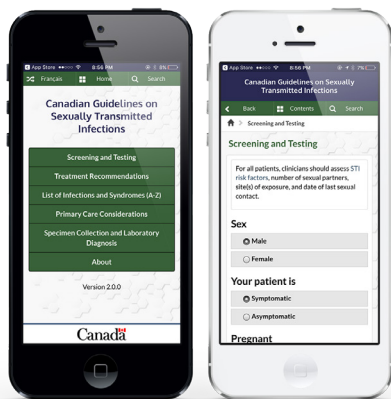 App Store 8:56 PM 8%
Francais Home Search
Canadian Guidelines on
Sexually Transmitted
Infections
Screening and Testing
Treatment Recommendations
List of Infections and Syndromes (A-Z)
Primary Care Considerations
Specimen Collection and Laboratory
Diagnosis
About
Version 2.0.0
Canada
App Store 8:56 PM 7%
Canadian Guidelines on Sexually
Transmitted Infections
Back Contents Search
> Screening and Testing
Screening and Testing
For all patients, clinicians should assess STI
risk factors, number of sexual partners,
site(s) of exposure, and date of last sexual
contact.
Sex
Male
Female
Your patient is
Symptomatic
Asymptomatic
Pregnant